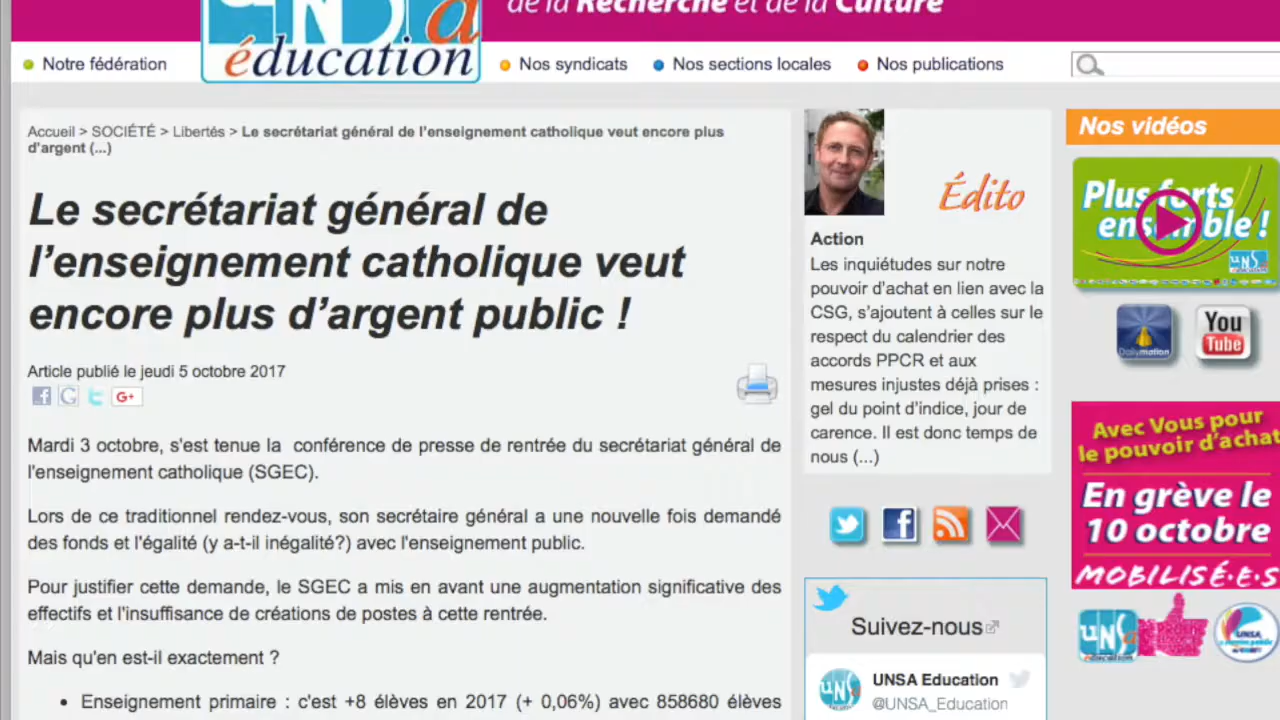 de la Recherche et de la Culture
UNSa
éducation
Notre fédération
Nos syndicats
Nos sections locales
Nos publications
Accueil > SOCIÉTÉ > Libertés > Le secrétariat général de l'enseignement catholique veut encore plus
d'argent (...)
Le secrétariat général de
l'enseignement catholique veut
encore plus d'argent public !
Article publié le jeudi 5 octobre 2017
G+
Mardi 3 octobre, s'est tenue la conférence de presse de rentrée du secrétariat général de
l'enseignement catholique (SGEC).
Lors de ce traditionnel rendez-vous, son secrétaire général a une nouvelle fois demandé
des fonds et l'égalité (y a-t-il inégalité?) avec l'enseignement public.
Pour justifier cette demande, le SGEC a mis en avant une augmentation significative des
effectifs et l'insuffisance de créations de postes à cette rentrée.
Mais qu'en est-il exactement ?
• Enseignement primaire : c'est +8 élèves en 2017 (+ 0,06%) avec 858680 élèves
Édito
Action
Les inquiétudes sur notre
pouvoir d'achat en lien avec la
CSG, s'ajoutent à celles sur le
respect du calendrier des
accords PPCR et aux
mesures injustes déjà prises :
gel du point d'indice, jour de
carence. Il est donc temps de
nous (...)
Suivez-nous
UNSA Education
@UNSA_Education
Nos vidéos
Plus forts
ensemble !
Dailymotion
You
Tube
Avec Vous pour
le pouvoir d'achat
En grève le
10 octobre
MOBILISÉ·E·S
UNSa
éducation
UNSA